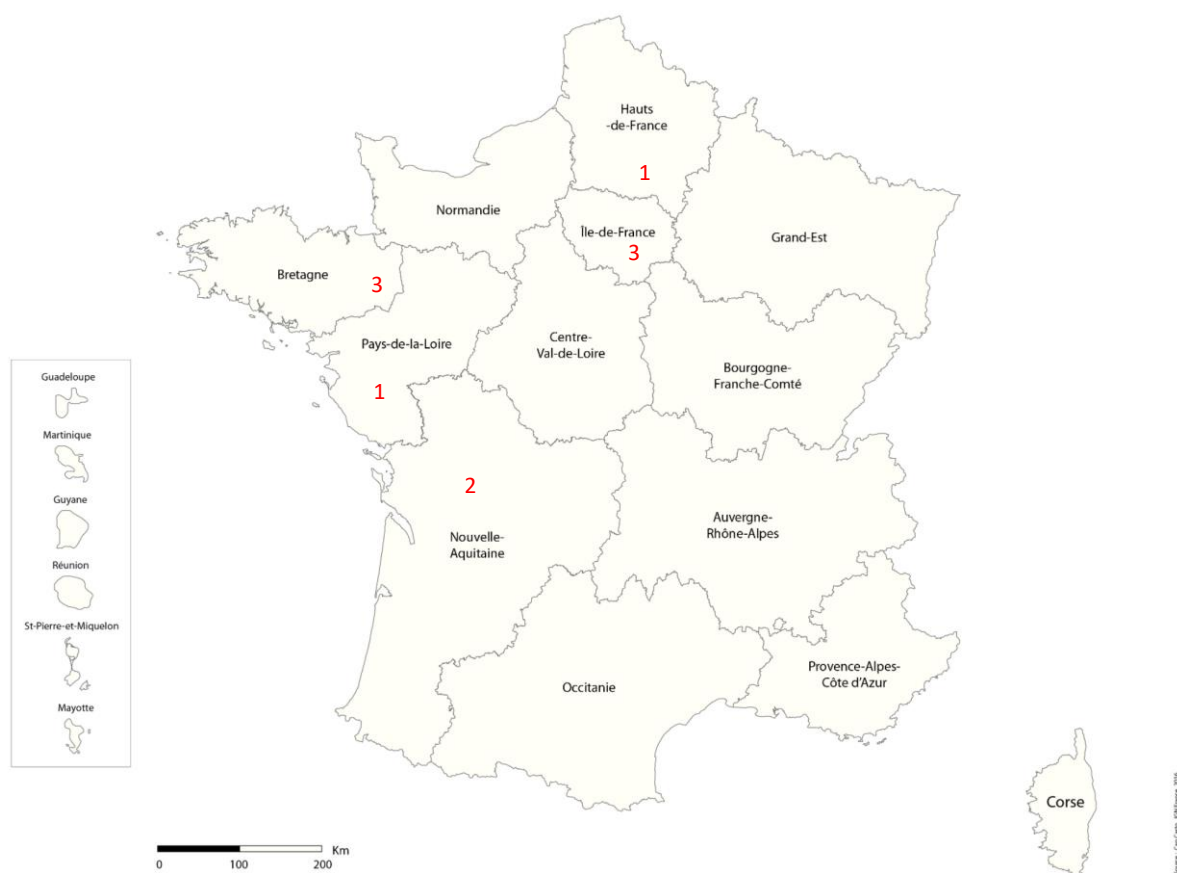 Hauts
-de-France
1
Normandie
Île-de-France
3
Grand-Est
Bretagne
3
Pays-de-la-Loire
1
Centre-
Val-de-Loire
Bourgogne-
Franche-Comté
2
Nouvelle-
Aquitaine
Auvergne-
Rhône-Alpes
Occitanie
Provence-Alpes-
Côte d'Azur
Corse
Guadeloupe
Martinique
Guyane
Réunion
St-Pierre-et-Miquelon
Mayotte
Km
0 100 200